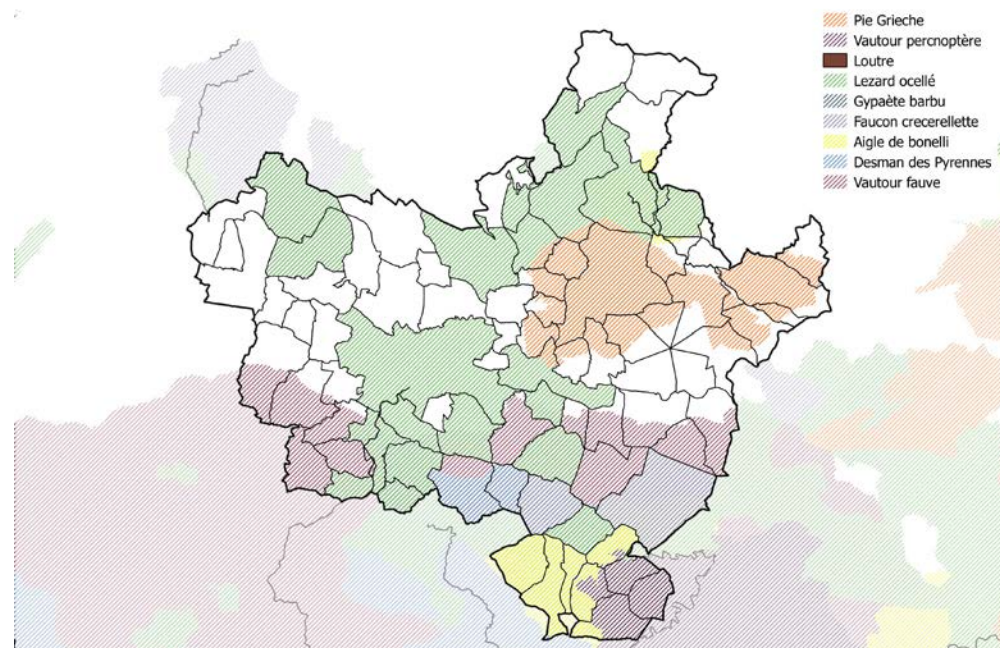 Pie Grieche
Vautour percnoptère
Loutre
Lezard ocellé
Gypaète barbu
Faucon crecerellette
Aigle de bonelli
Desman des Pyrennes
Vautour fauve